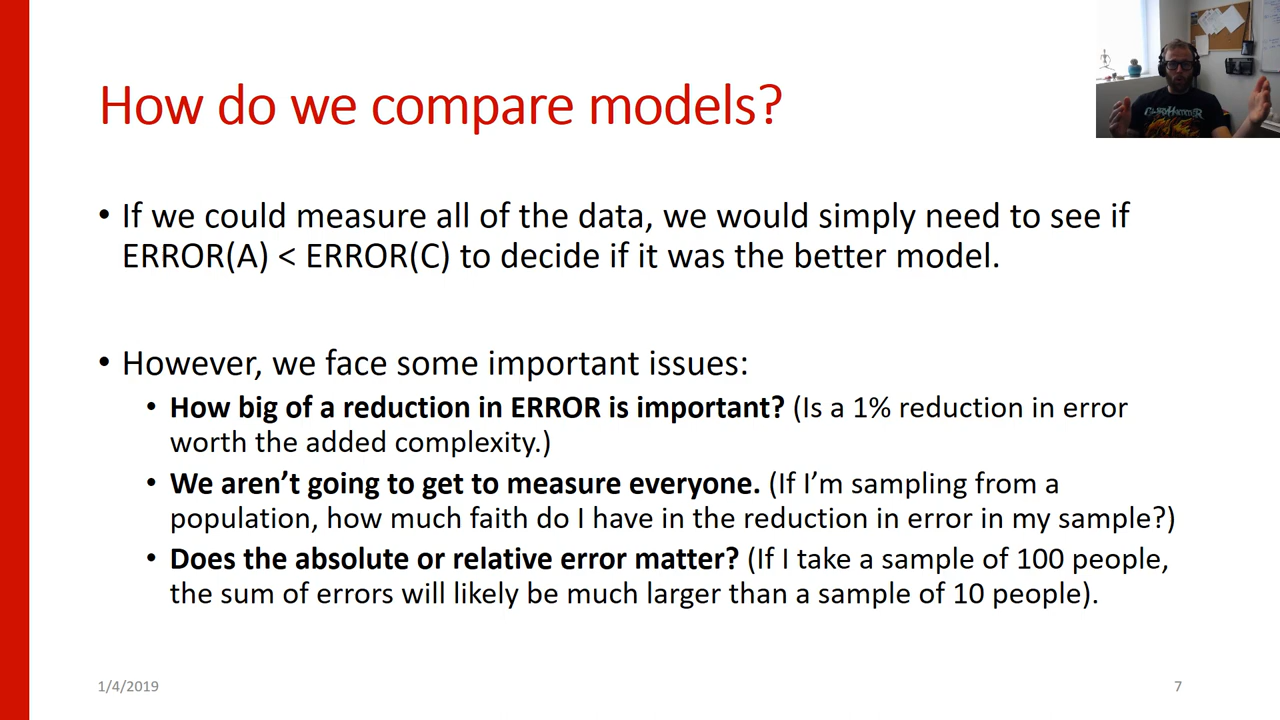 How do we compare models?
• If we could measure all of the data, we would simply need to see if
ERROR(A) < ERROR(C) to decide if it was the better model.
• However, we face some important issues:
• How big of a reduction in ERROR is important? (Is a 1% reduction in error
worth the added complexity.)
• We aren’t going to get to measure everyone. (If I’m sampling from a
population, how much faith do I have in the reduction in error in my sample?)
• Does the absolute or relative error matter? (If I take a sample of 100 people,
the sum of errors will likely be much larger than a sample of 10 people).
1/4/2019
7